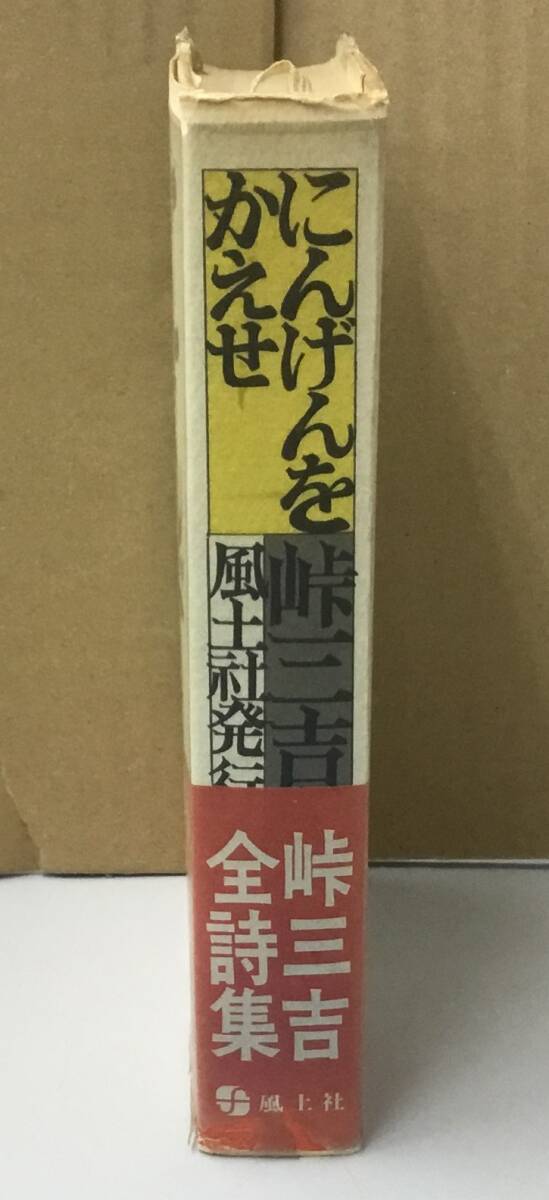 にんげんを
かえせ
峠三吉
風土社発行
峠三吉
全詩集
風土社